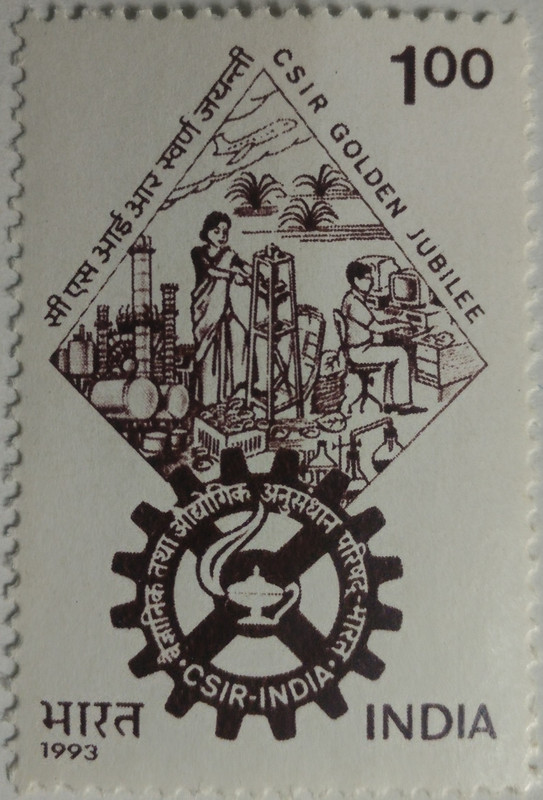 1.00
सी एस आई आर स्वर्ण जयन्ती
CSIR GOLDEN JUBILEE
वैज्ञानिक तथा औद्योगिक अनुसंधान परिषद-भारत
• CSIR-INDIA •
भारत
1993
INDIA